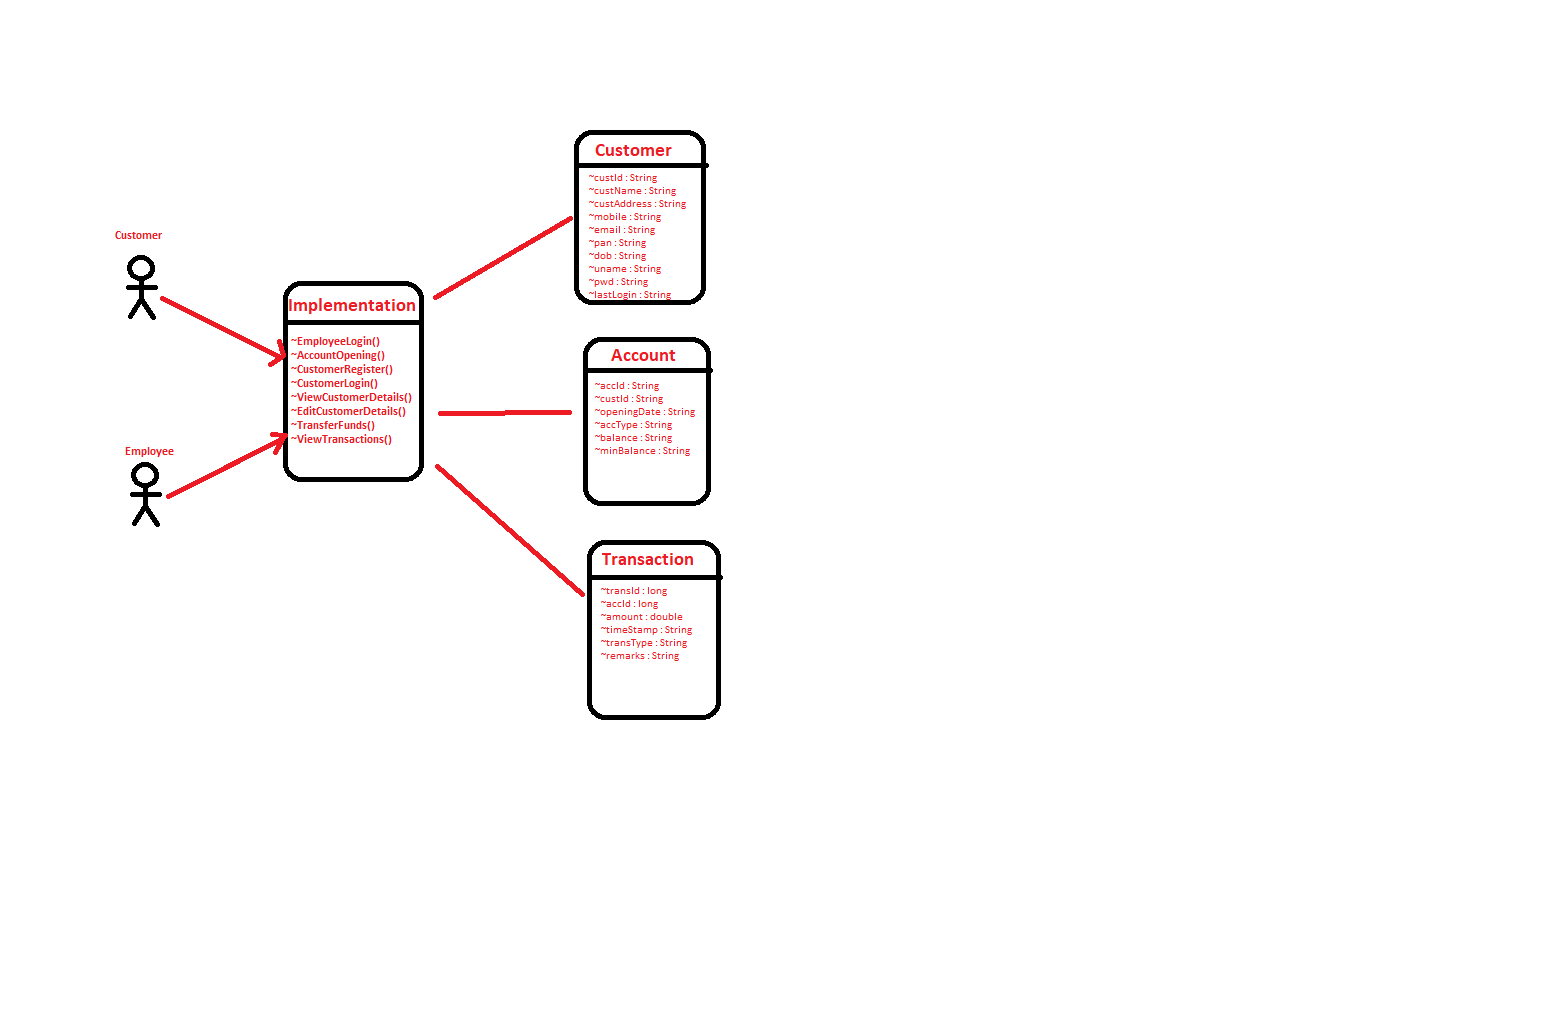 Customer
Employee
Implementation
~EmployeeLogin()
~AccountOpening()
~CustomerRegister()
~CustomerLogin()
~ViewCustomerDetails()
~EditCustomerDetails()
~TransferFunds()
~ViewTransactions()
Customer
~custId : String
~custName : String
~custAddress : String
~mobile : String
~email : String
~pan : String
~dob : String
~uname : String
~pwd : String
~lastLogin : String
Account
~accId : String
~custId : String
~openingDate : String
~accType : String
~balance : String
~minBalance : String
Transaction
~transId : long
~accId : long
~amount : double
~timeStamp : String
~transType : String
~remarks : String